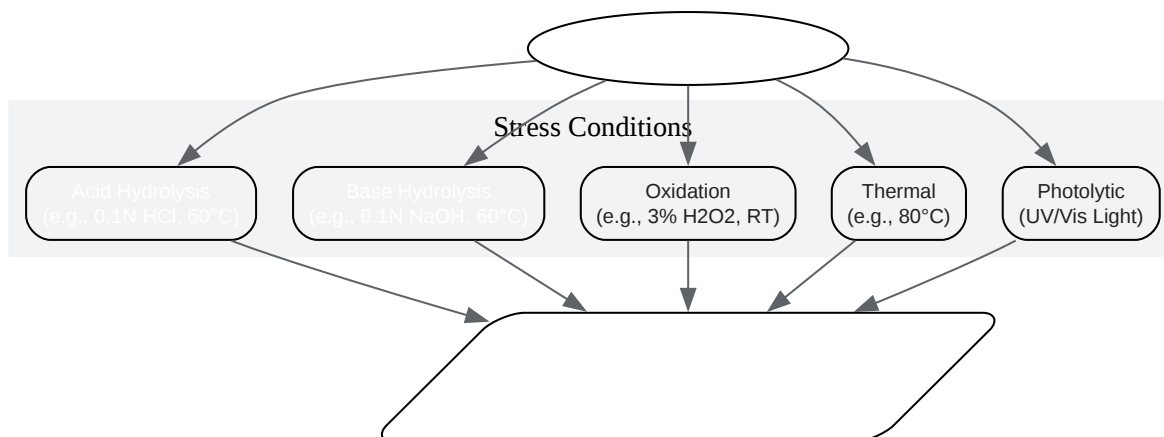 Stress Conditions
Acid Hydrolysis
(e.g., 0.1N HCl, 60°C)
Base Hydrolysis
(e.g., 0.1N NaOH, 60°C)
Oxidation
(e.g., 3% H2O2, RT)
Thermal
(e.g., 80°C)
Photolytic
(UV/Vis Light)